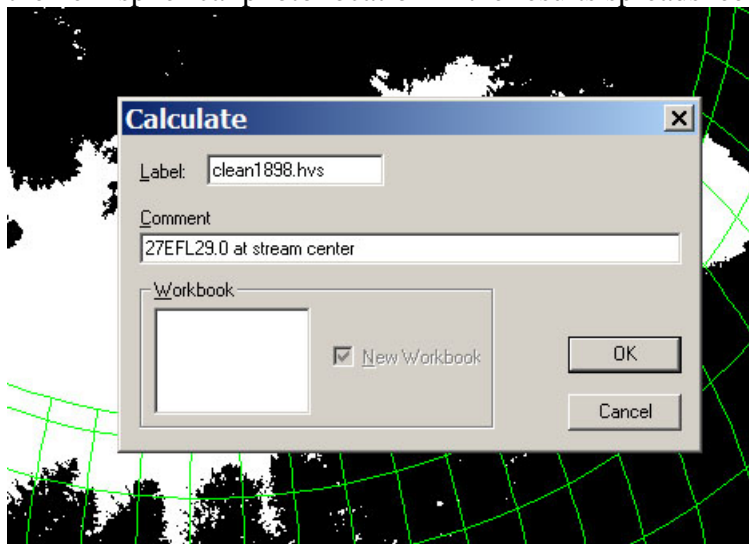 Calculate
Label: clean1898.hvs
Comment
27EFL29.0 at stream center
Workbook
New Workbook
OK
Cancel